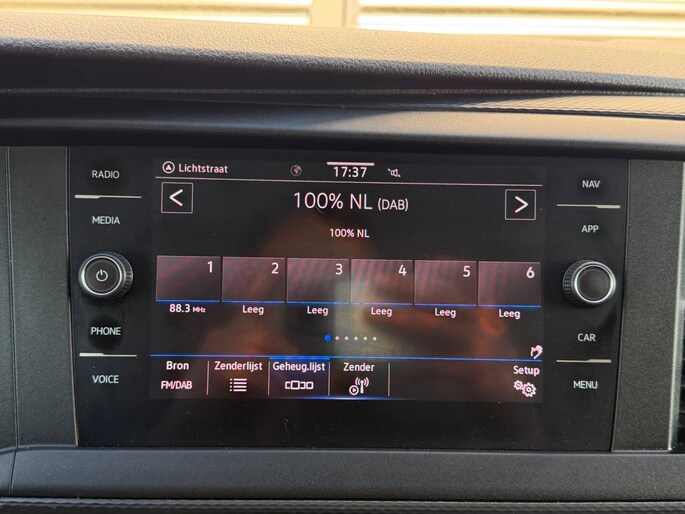 RADIO
MEDIA
PHONE
VOICE
Lichtstraat
17:37
100% NL (DAB)
100% NL
1 2 3 4 5 6
88.3 MHz Leeg Leeg Leeg Leeg Leeg
Bron Zenderlijst Geheug.lijst Zender Setup
FM/DAB
NAV
APP
CAR
MENU